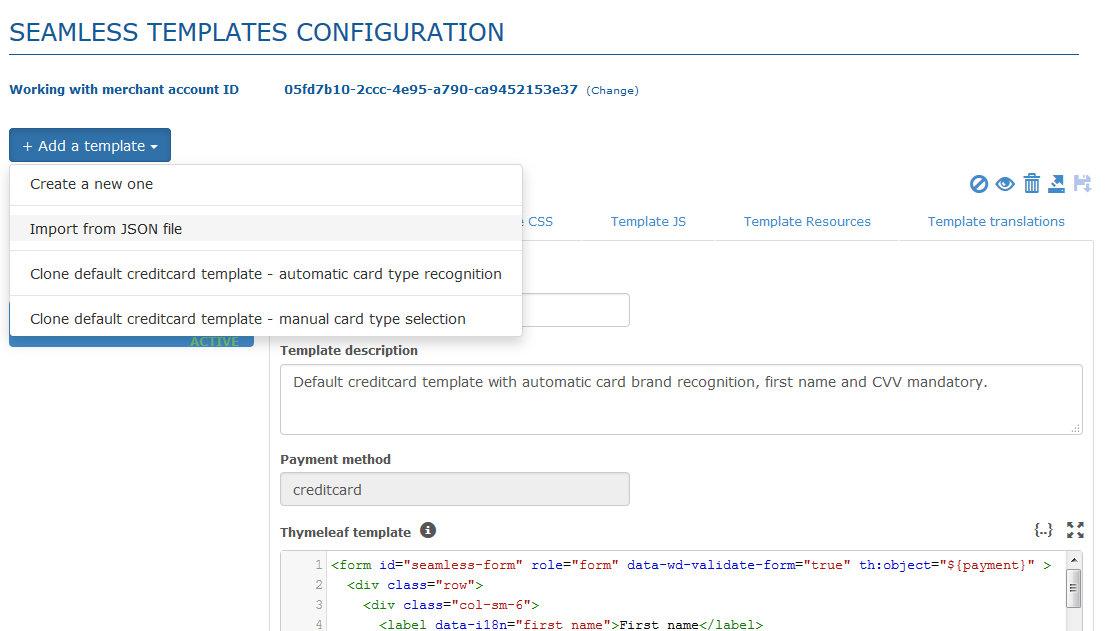 SEAMLESS TEMPLATES CONFIGURATION
Working with merchant account ID 05fd7b10-2ccc-4e95-a790-ca9452153e37 (Change)
+ Add a template
Create a new one
Import from JSON file
Clone default creditcard template - automatic card type recognition
Clone default creditcard template - manual card type selection
ACTIVE
CSS Template JS Template Resources Template translations
Template description
Default creditcard template with automatic card brand recognition, first name and CVV mandatory.
Payment method
creditcard
Thymeleaf template
{..}
1 <form id="seamless-form" role="form" data-wd-validate-form="true" th:object="${payment}" >
2 <div class="row">
3 <div class="col-sm-6">
4 <label data-i18n="first_name">First name</label>